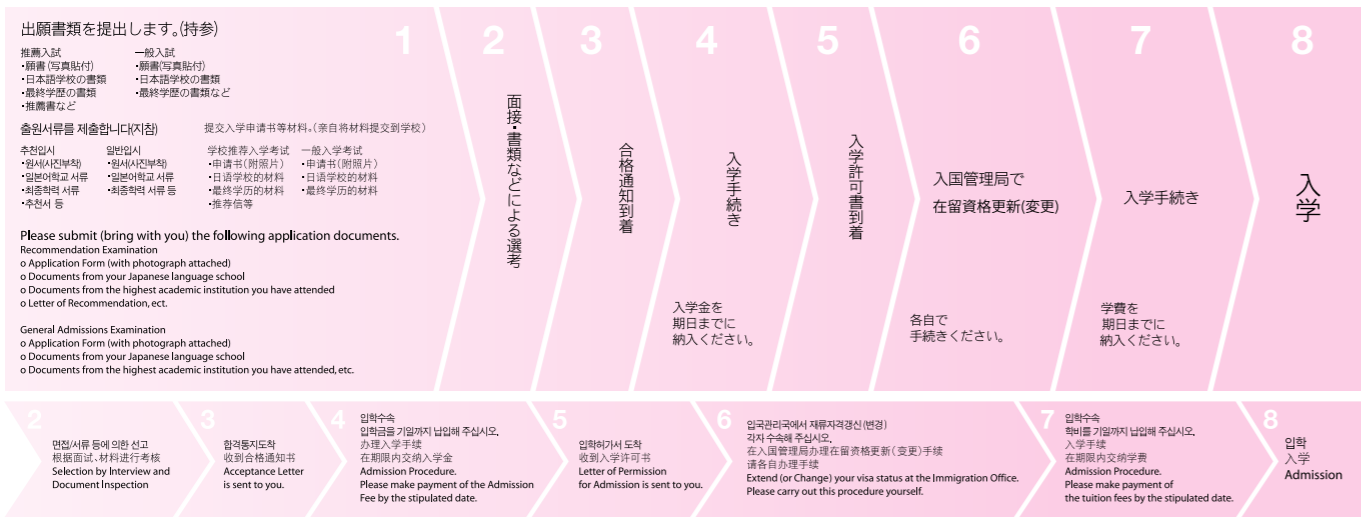 出願書類を提出します。(持参)
推薦入試
・願書(写真貼付)
・日本語学校の書類
・最終学歴の書類
・推薦書など
一般入試
・願書(写真貼付)
・日本語学校の書類
・最終学歴の書類など
출원서류를 제출합니다(지참)
추천입시
・원서(사진부착)
・일본어학교 서류
・최종학력 서류
・추천서 등
일반입시
・원서(사진부착)
・일본어학교 서류
・최종학력 서류 등
提交入学申请书等材料。(亲自将材料提交到学校)
学校推荐入学考试
・申请书(附照片)
・日语学校的材料
・最终学历的材料
・推荐信等
一般入学考试
・申请书(附照片)
・日语学校的材料
・最终学历的材料
Please submit (bring with you) the following application documents.
Recommendation Examination
o Application Form (with photograph attached)
o Documents from your Japanese language school
o Documents from the highest academic institution you have attended
o Letter of Recommendation, ect.
General Admissions Examination
o Application Form (with photograph attached)
o Documents from your Japanese language school
o Documents from the highest academic institution you have attended, etc.
1
2
面接・書類などによる選考
3
合格通知到着
4
入学手続き
入学金を
期日までに
納入ください。
5
入学許可書到着
6
入国管理局で
在留資格更新(変更)
各自で
手続きください。
7
入学手続き
学費を
期日までに
納入ください。
8
入学
2
면접/서류 등에 의한 선고
根据面试、材料进行考核
Selection by Interview and
Document Inspection
3
합격통지도착
收到合格通知书
Acceptance Letter
is sent to you.
4
입학수속
입학금을 기일까지 납입해 주십시오.
办理入学手续
在期限内交纳入学金
Admission Procedure.
Please make payment of the Admission
Fee by the stipulated date.
5
입학허가서 도착
收到入学许可书
Letter of Permission
for Admission is sent to you.
6
입국관리국에서 재류자격갱신(변경)
각자 수속해 주십시오.
在入国管理局办理在留资格更新(变更)手续
请各自办理手续
Extend (or Change) your visa status at the Immigration Office.
Please carry out this procedure yourself.
7
입학수속
학비를 기일까지 납입해 주십시오.
入学手续
在期限内交纳学费
Admission Procedure.
Please make payment of
the tuition fees by the stipulated date.
8
입학
入学
Admission